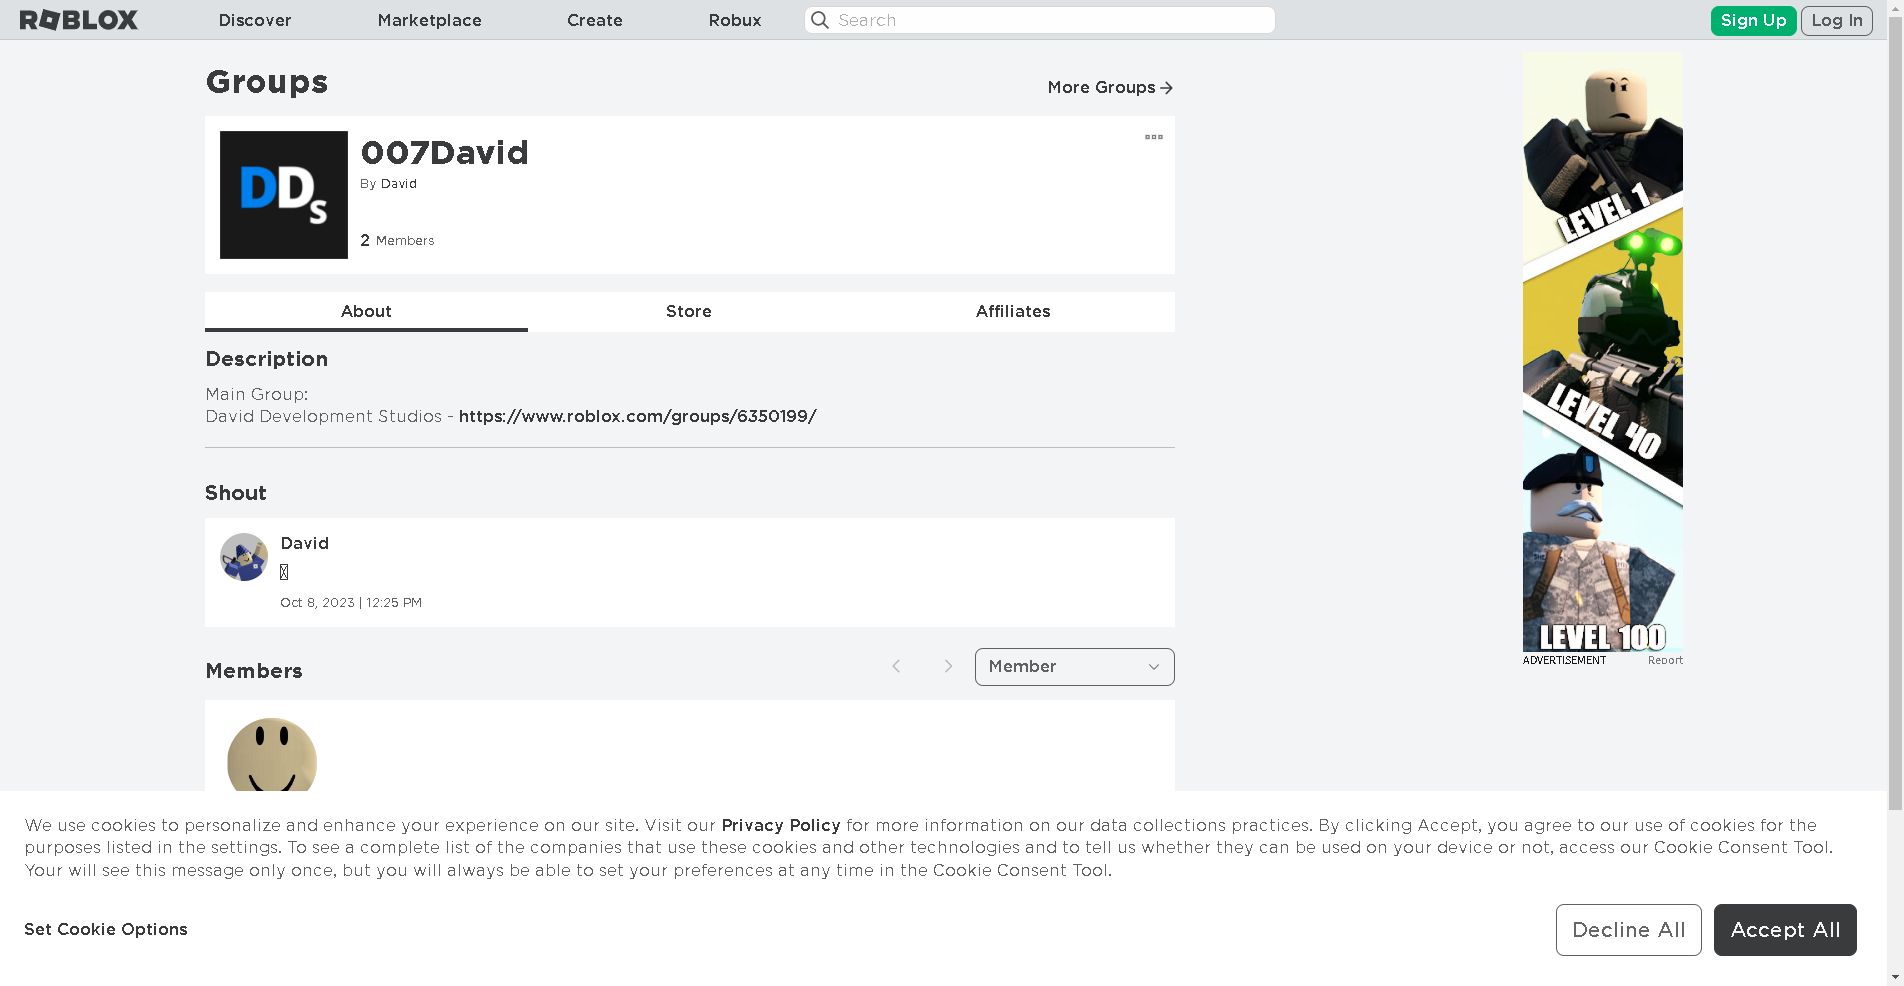 ROBLOX
Discover
Marketplace
Create
Robux
Search
Sign Up
Log In
Groups
More Groups
007David
By David
2 Members
DDs
About
Store
Affiliates
Description
Main Group:
David Development Studios - https://www.roblox.com/groups/6350199/
Shout
David
Oct 8, 2023 | 12:25 PM
Members
Member
LEVEL 1
LEVEL 40
LEVEL 100
ADVERTISEMENT
Report
We use cookies to personalize and enhance your experience on our site. Visit our Privacy Policy for more information on our data collections practices. By clicking Accept, you agree to our use of cookies for the
purposes listed in the settings. To see a complete list of the companies that use these cookies and other technologies and to tell us whether they can be used on your device or not, access our Cookie Consent Tool.
Your will see this message only once, but you will always be able to set your preferences at any time in the Cookie Consent Tool.
Set Cookie Options
Decline All
Accept All